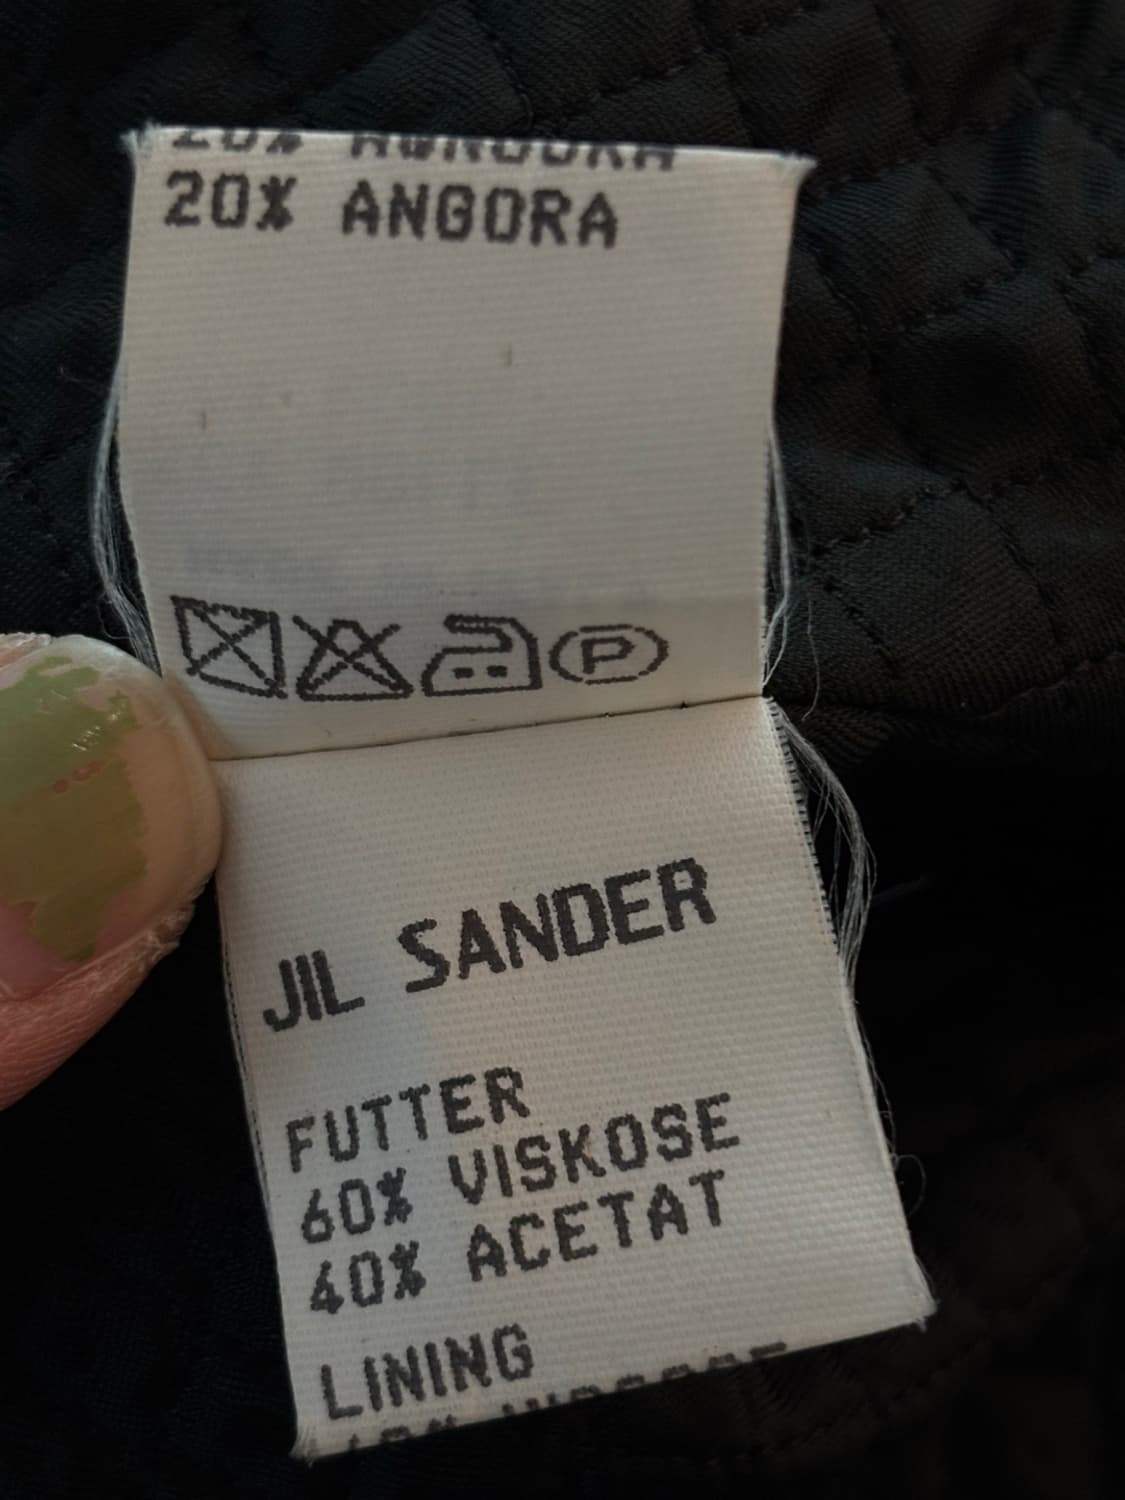 20% ANGORA
P
JIL SANDER
FUTTER
60% VISKOSE
40% ACETAT
LINING